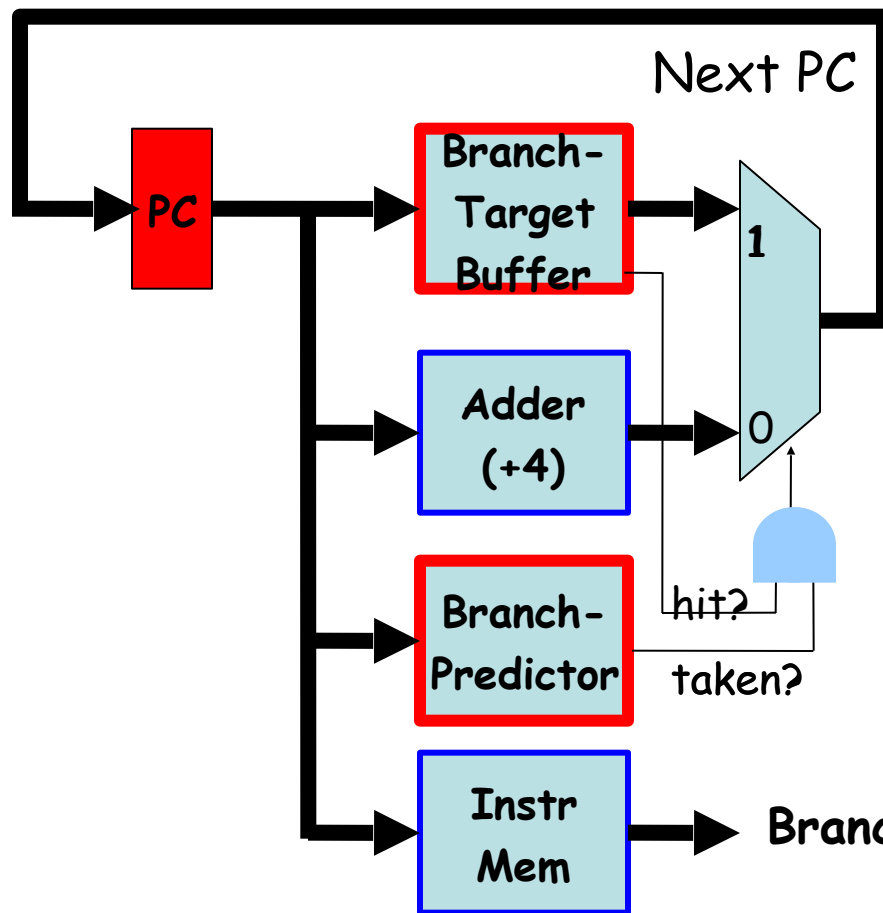 Next PC
PC
Branch-
Target
Buffer
1
Adder
(+4)
0
Branch-
Predictor
hit?
taken?
Instr
Mem